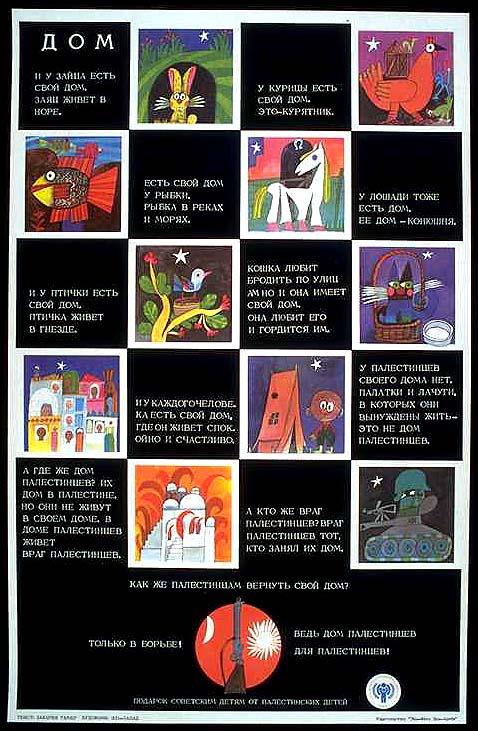 ДОМ
И У ЗАЙЦА ЕСТЬ
СВОЙ ДОМ.
ЗАЯЦ ЖИВЕТ В
НОРЕ.
У КУРИЦЫ ЕСТЬ
СВОЙ ДОМ.
ЭТО-КУРЯТНИК.
ЕСТЬ СВОЙ ДОМ
У РЫБКИ.
РЫБКА В РЕКАХ
И МОРЯХ.
У ЛОШАДИ ТОЖЕ
ЕСТЬ ДОМ.
ЕЕ ДОМ – КОНЮШНЯ.
И У ПТИЧКИ ЕСТЬ
СВОЙ ДОМ.
ПТИЧКА ЖИВЕТ
В ГНЕЗДЕ.
КОШКА ЛЮБИТ
БРОДИТЬ ПО УЛИЦ
АМ НО И ОНА ИМЕЕТ
СВОЙ ДОМ.
ОНА ЛЮБИТ ЕГО
И ГОРДИТСЯ ИМ.
И У КАЖДОГО ЧЕЛОВЕ-
КА ЕСТЬ СВОЙ ДОМ,
ГДЕ ОН ЖИВЕТ СПОК
ОЙНО И СЧАСТЛИВО.
У ПАЛЕСТИНЦЕВ
СВОЕГО ДОМА НЕТ.
ПАЛАТКИ И ЛАЧУГИ,
В КОТОРЫХ ОНИ
ВЫНУЖДЕНЫ ЖИТЬ–
ЭТО НЕ ДОМ
ПАЛЕСТИНЦЕВ.
А ГДЕ ЖЕ ДОМ
ПАЛЕСТИНЦЕВ? ИХ
ДОМ В ПАЛЕСТИНЕ,
НО ОНИ НЕ ЖИВУТ
В СВОЕМ ДОМЕ. В
ДОМЕ ПАЛЕСТИНЦЕВ
ЖИВЕТ
ВРАГ ПАЛЕСТИНЦЕВ.
А КТО ЖЕ ВРАГ
ПАЛЕСТИНЦЕВ? ВРАГ
ПАЛЕСТИНЦЕВ ТОТ,
КТО ЗАНЯЛ ИХ ДОМ.
КАК ЖЕ ПАЛЕСТИНЦАМ ВЕРНУТЬ СВОЙ ДОМ?
ТОЛЬКО В БОРЬБЕ!
ВЕДЬ ДОМ ПАЛЕСТИНЦЕВ
ДЛЯ ПАЛЕСТИНЦЕВ!
ПОДАРОК СОВЕТСКИМ ДЕТЯМ ОТ ПАЛЕСТИНСКИХ ДЕТЕЙ